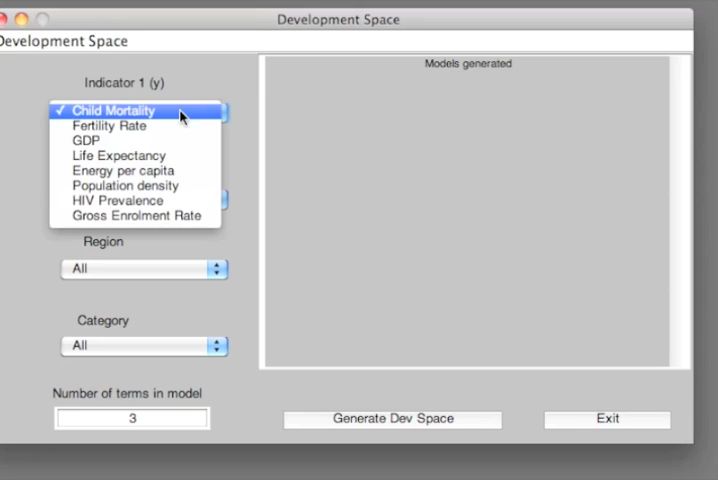 Development Space
Development Space
Indicator 1 (y)
Models generated
✓ Child Mortality
Fertility Rate
GDP
Life Expectancy
Energy per capita
Population density
HIV Prevalence
Gross Enrolment Rate
Region
All
Category
All
Number of terms in model
3
Generate Dev Space
Exit